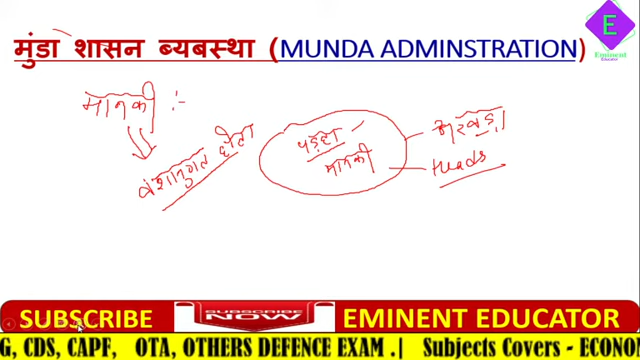 E
Eminent
Educator
मुंडा शासन ब्यबस्था (MUNDA ADMINSTRATION)
मानकी :-
वंशानुगत होता
पड़हा
मानकी
Heads
SUBSCRIBE
SUBSCRIBE
NOW
EMINENT EDUCATOR
G, CDS, CAPF, OTA, OTHERS DEFENCE EXAM .| Subjects Covers - ECONO